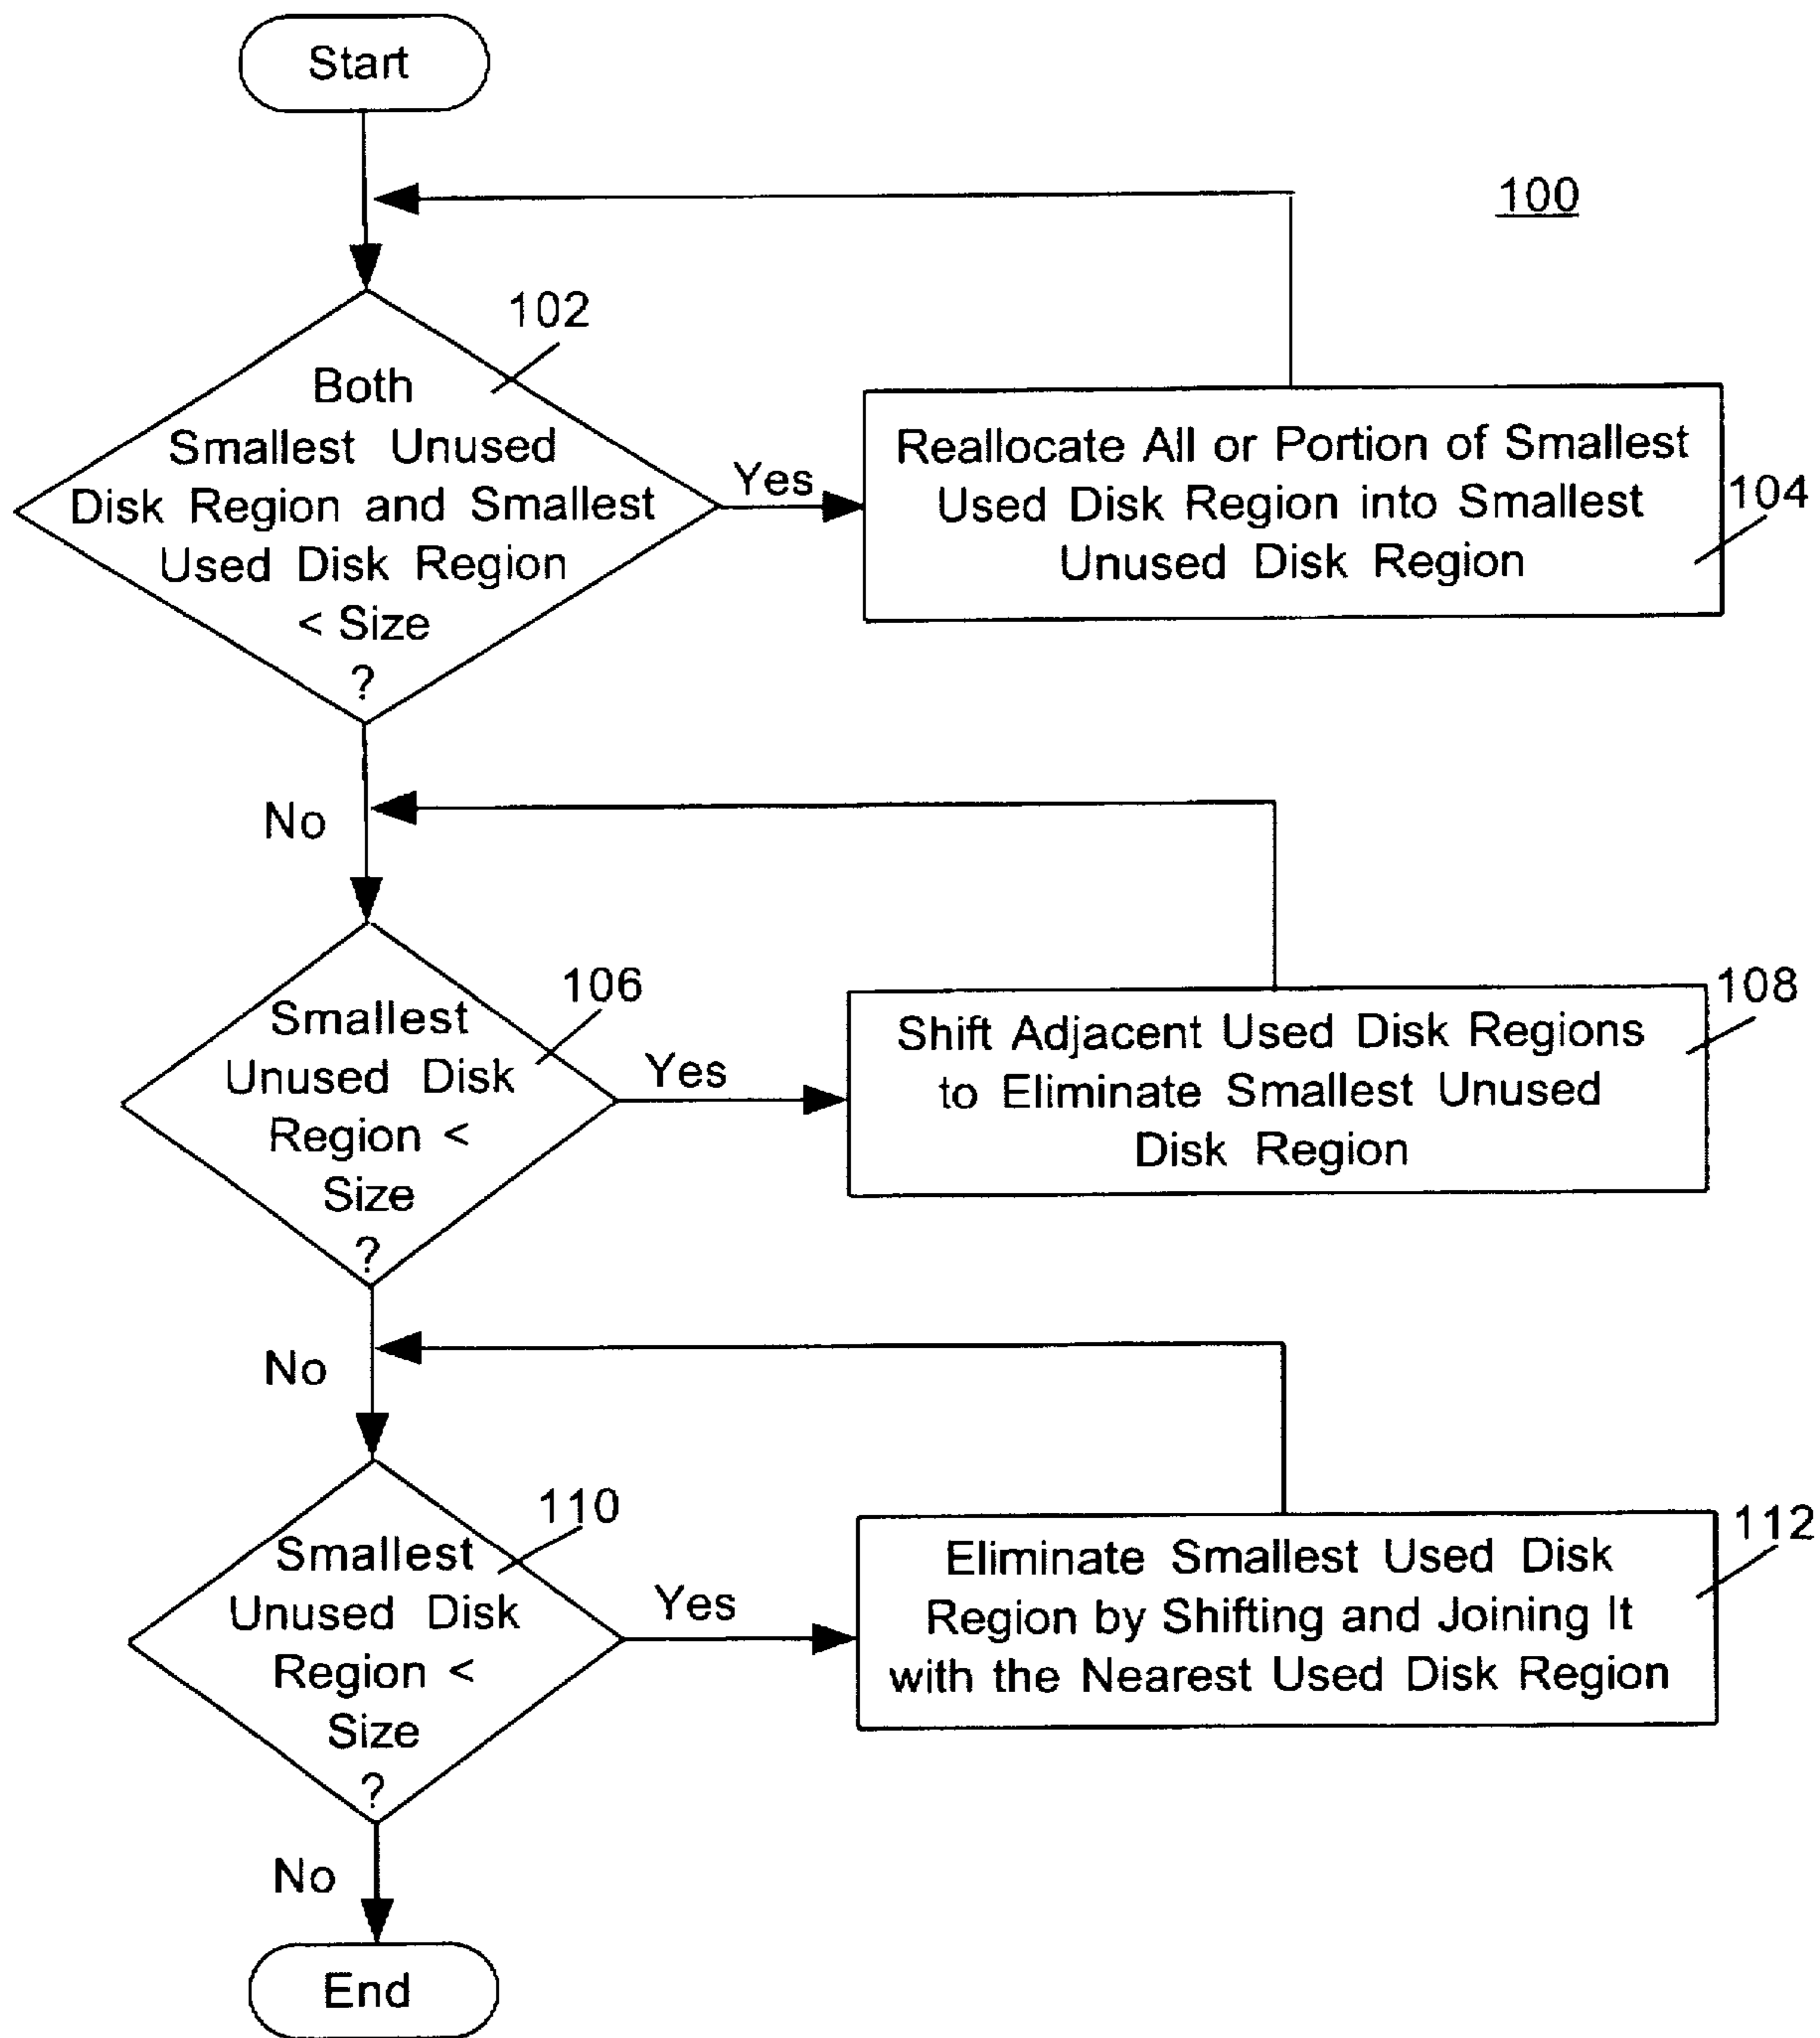 Start
100
102
Both
Smallest Unused
Disk Region and Smallest
Used Disk Region
< Size
?
Yes
Reallocate All or Portion of Smallest
Used Disk Region into Smallest
Unused Disk Region
104
No
106
Smallest
Unused Disk
Region <
Size
?
Yes
108
Shift Adjacent Used Disk Regions
to Eliminate Smallest Unused
Disk Region
No
110
Smallest
Unused Disk
Region <
Size
?
Yes
112
Eliminate Smallest Used Disk
Region by Shifting and Joining It
with the Nearest Used Disk Region
No
End